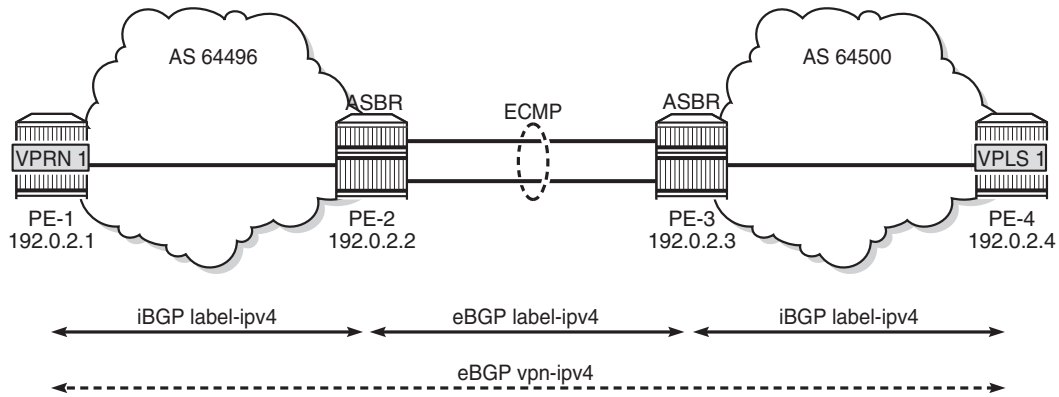 AS 64496
AS 64500
ASBR
ECMP
ASBR
VPRN 1
VPLS 1
PE-1
192.0.2.1
PE-2
192.0.2.2
PE-3
192.0.2.3
PE-4
192.0.2.4
iBGP label-ipv4
eBGP label-ipv4
iBGP label-ipv4
eBGP vpn-ipv4